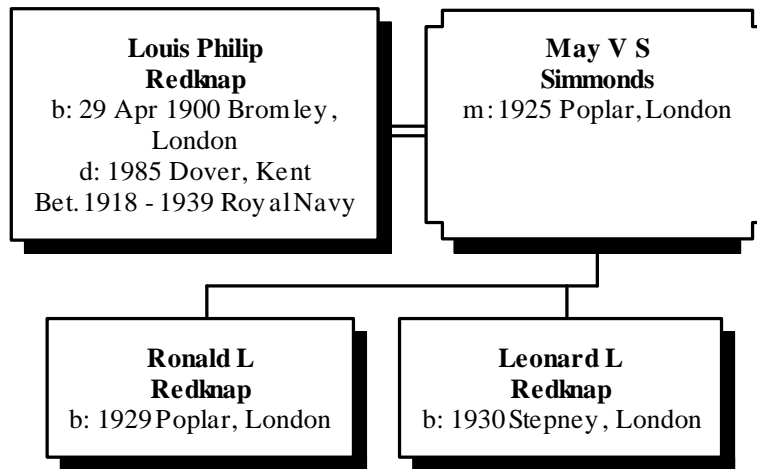 Louis Philip
Redknap
b: 29 Apr 1900 Bromley,
London
d: 1985 Dover, Kent
Bet. 1918 - 1939 Royal Navy
May V S
Simmonds
m: 1925 Poplar, London
Ronald L
Redknap
b: 1929 Poplar, London
Leonard L
Redknap
b: 1930 Stepney, London